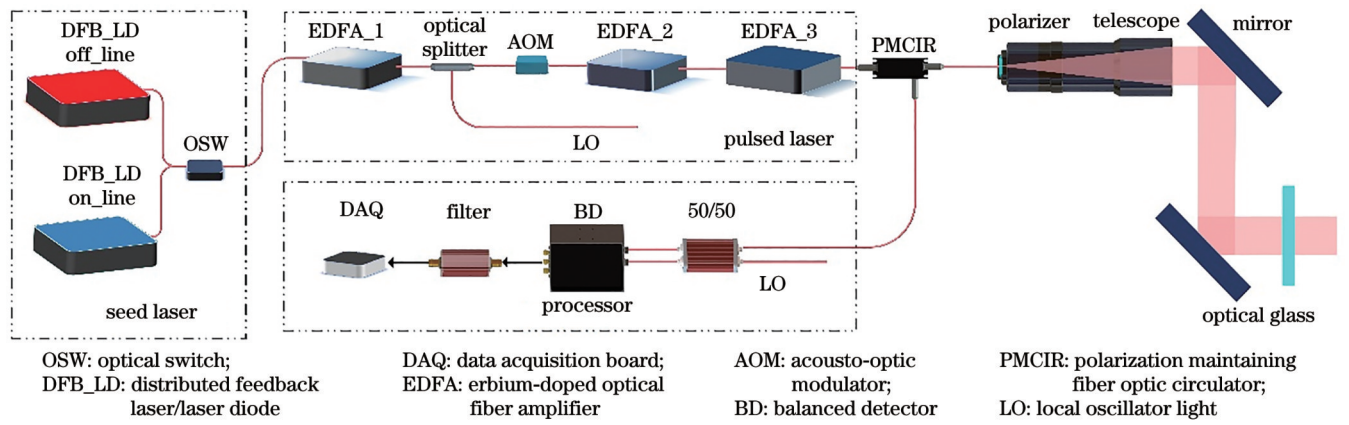 DFB_LD
off_line
OSW
DFB_LD
on_line
seed laser
EDFA_1
optical
splitter
AOM
EDFA_2
EDFA_3
LO
pulsed laser
PMCIR
polarizer
telescope
mirror
optical glass
DAQ
filter
BD
processor
50/50
LO
OSW: optical switch;
DFB_LD: distributed feedback
laser/laser diode
DAQ: data acquisition board;
EDFA: erbium-doped optical
fiber amplifier
AOM: acousto-optic
modulator;
BD: balanced detector
PMCIR: polarization maintaining
fiber optic circulator;
LO: local oscillator light